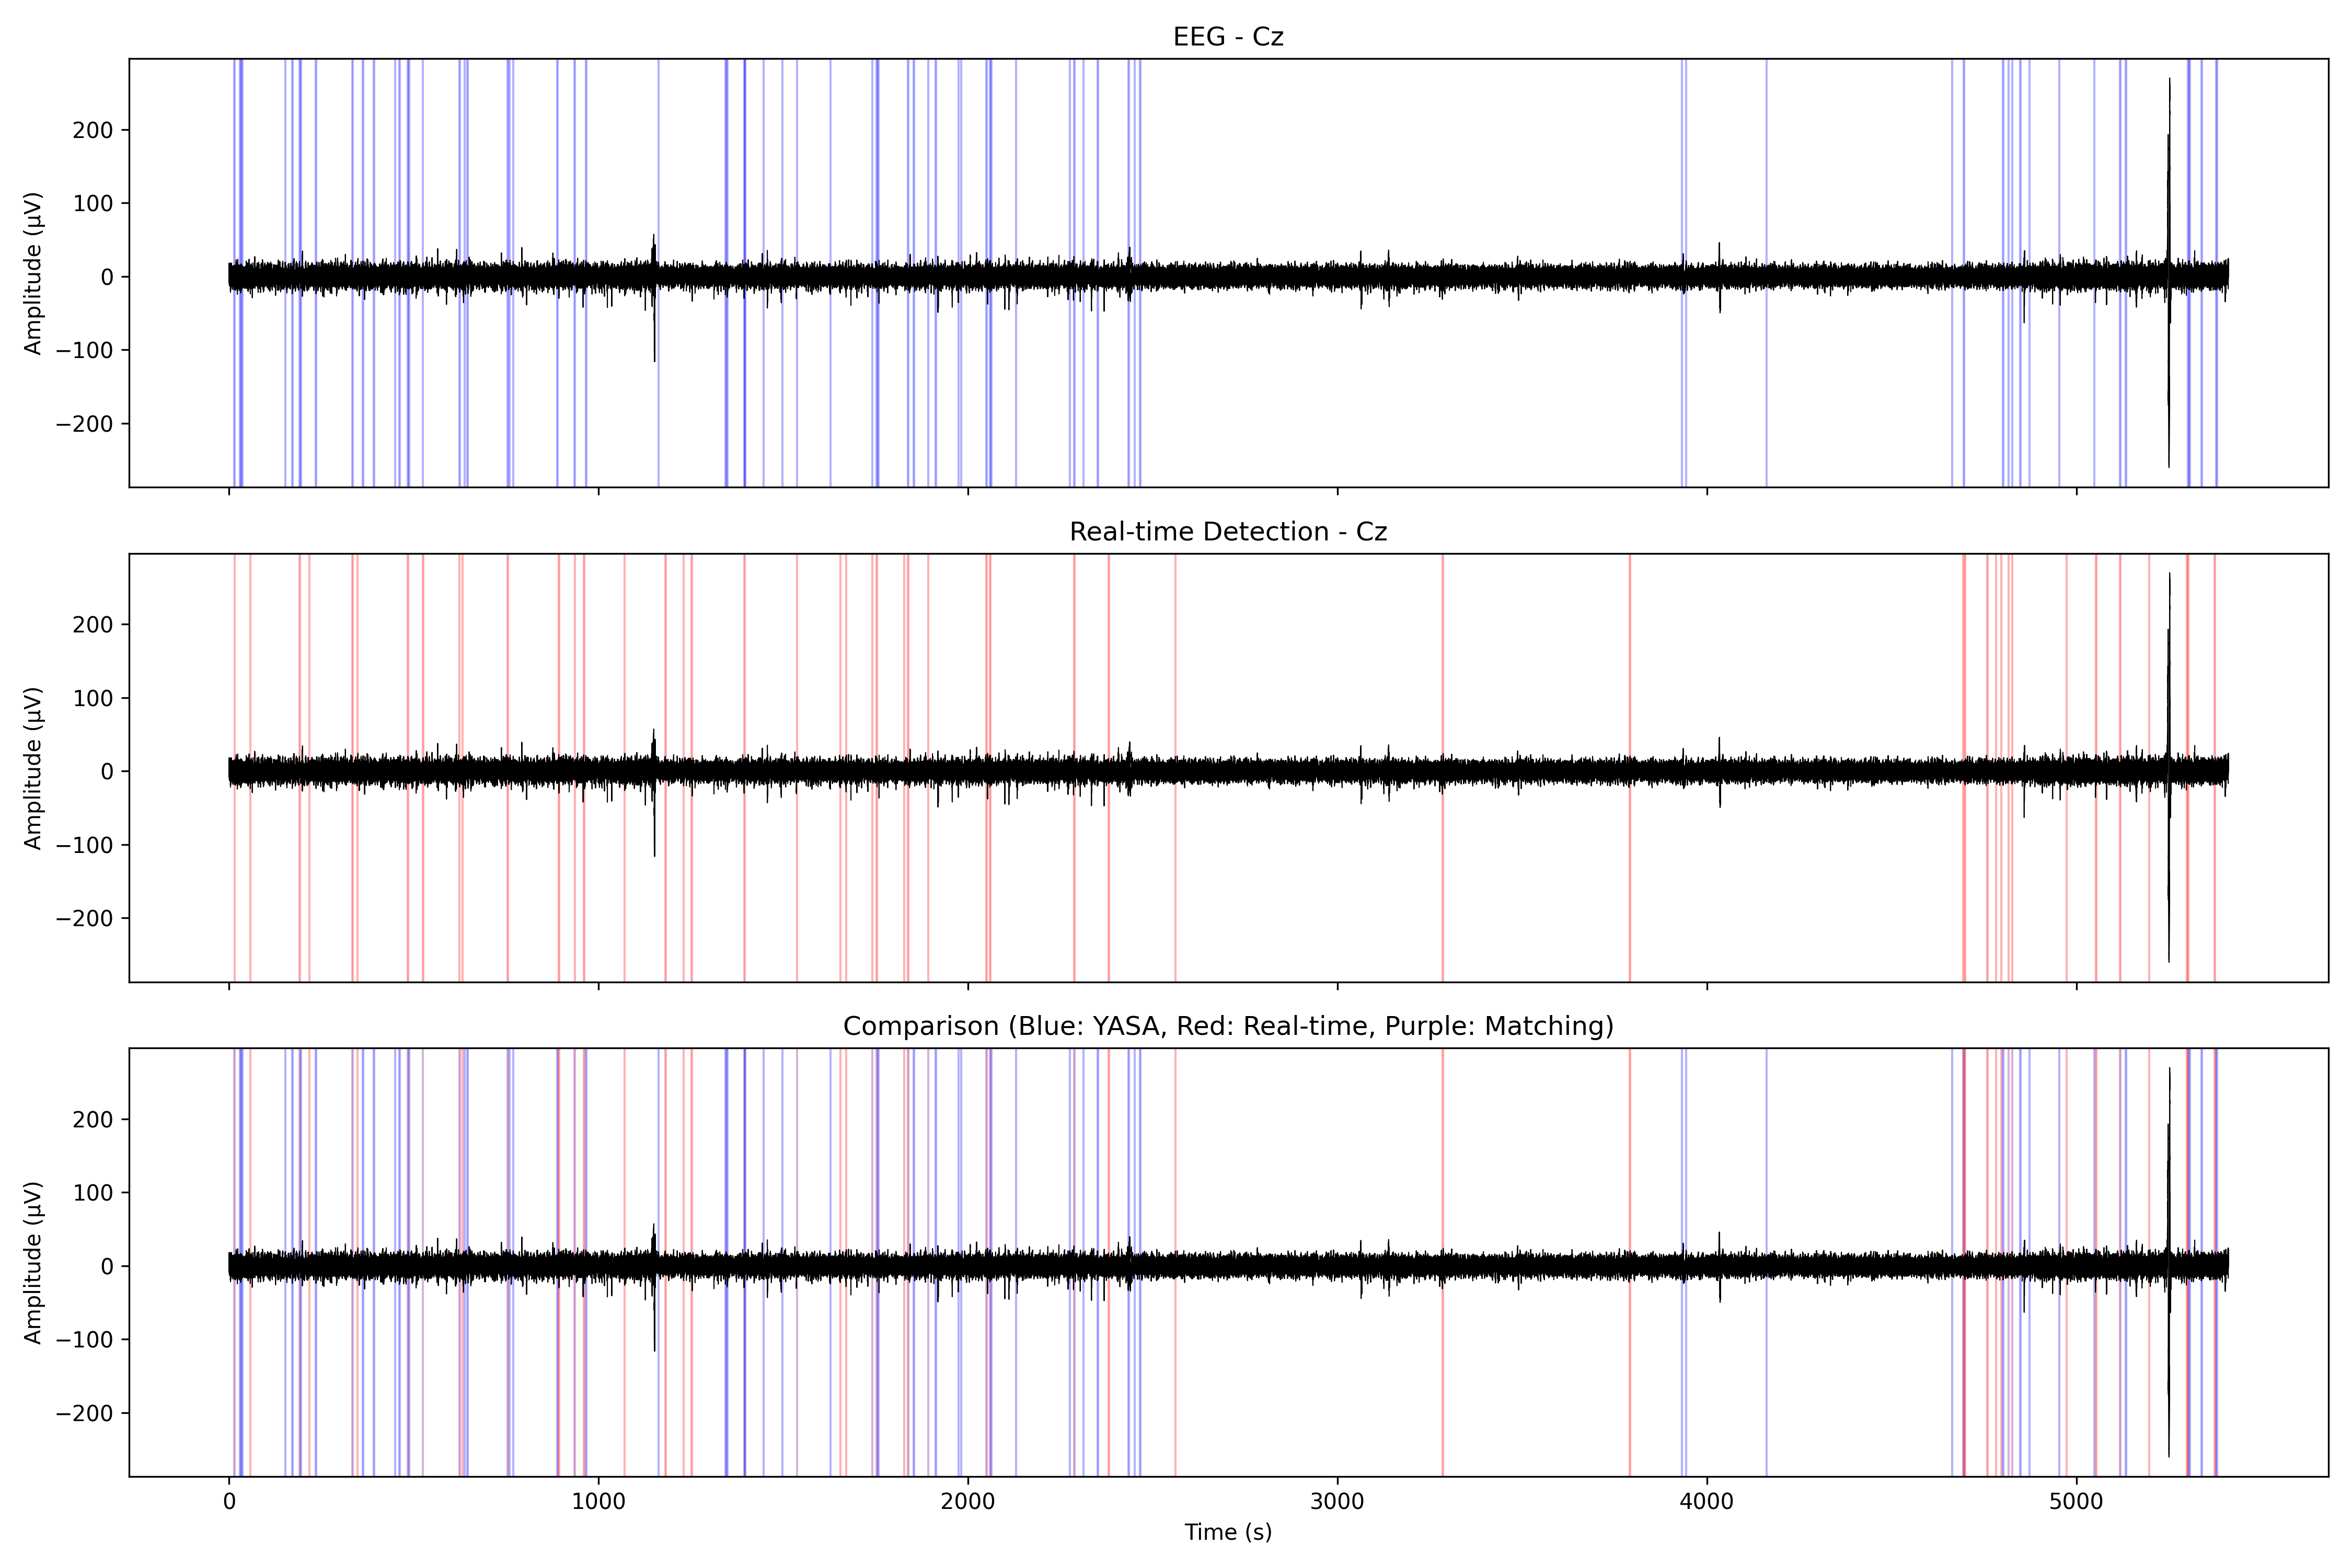 EEG - Cz
200
100
0
−100
−200
Amplitude (µV)
Real-time Detection - Cz
200
100
0
−100
−200
Amplitude (µV)
Comparison (Blue: YASA, Red: Real-time, Purple: Matching)
200
100
0
−100
−200
Amplitude (µV)
0 1000 2000 3000 4000 5000
Time (s)